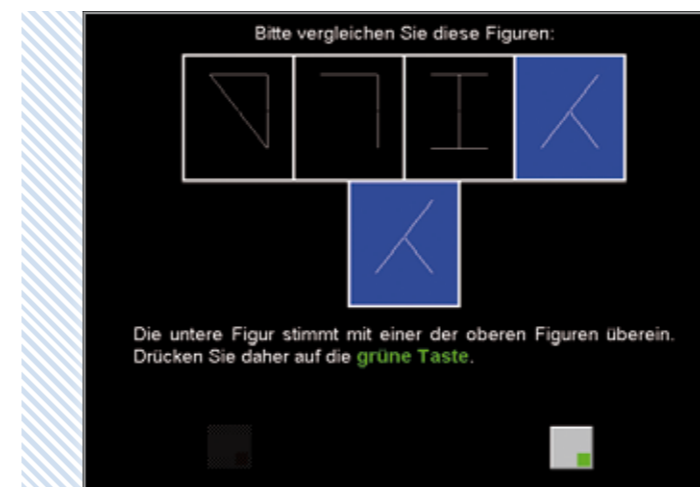 Bitte vergleichen Sie diese Figuren:
Die untere Figur stimmt mit einer der oberen Figuren überein.
Drücken Sie daher auf die grüne Taste.